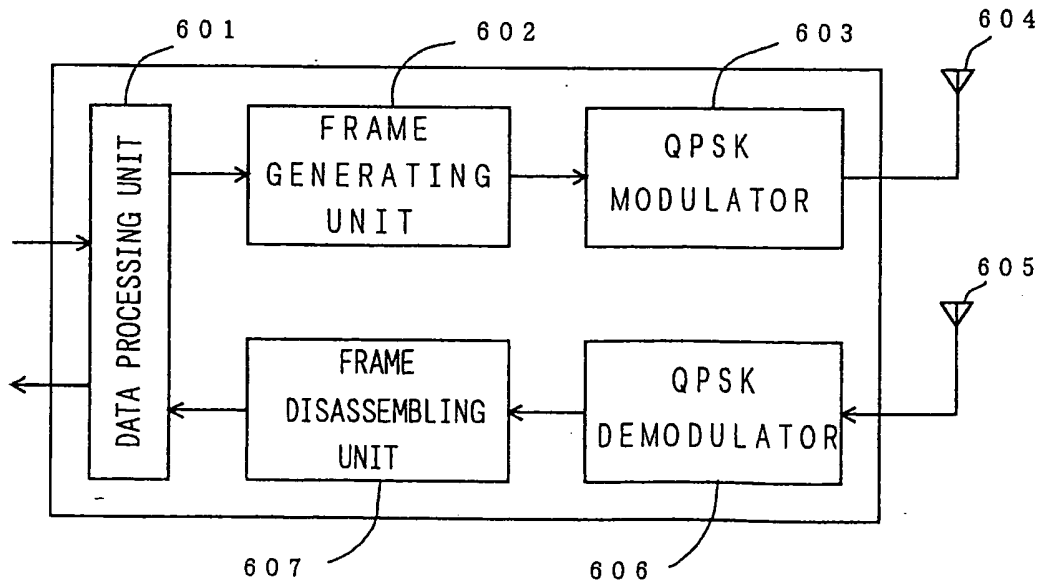 601
602
603
604
DATA PROCESSING UNIT
FRAME
GENERATING
UNIT
QPSK
MODULATOR
605
FRAME
DISASSEMBLING
UNIT
QPSK
DEMODULATOR
607
606